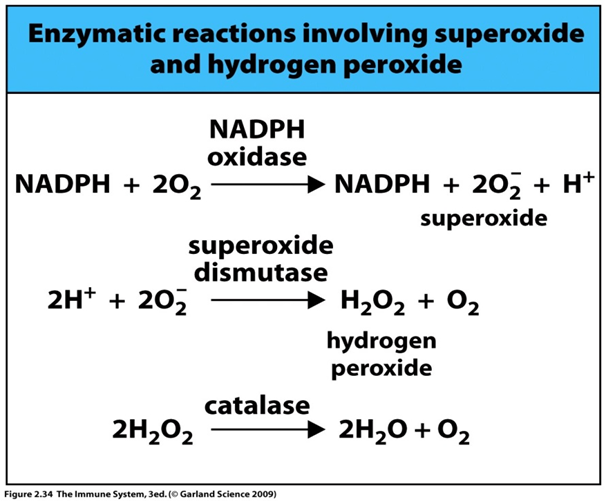 Enzymatic reactions involving superoxide
and hydrogen peroxide
NADPH
oxidase
NADPH + 2O₂ ⟶ NADPH + 2O₂⁻ + H⁺
superoxide
superoxide
dismutase
2H⁺ + 2O₂⁻ ⟶ H₂O₂ + O₂
hydrogen
peroxide
catalase
2H₂O₂ ⟶ 2H₂O + O₂
Figure 2.34 The Immune System, 3ed. (© Garland Science 2009)